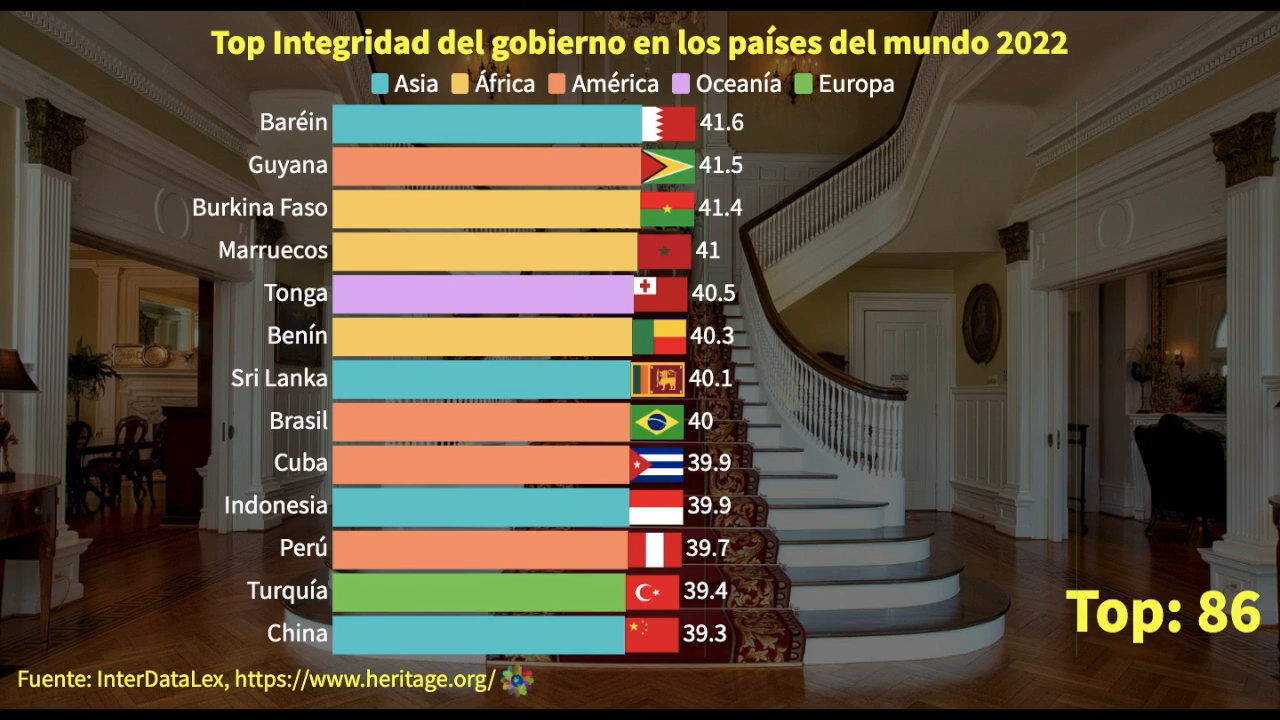 Top Integridad del gobierno en los países del mundo 2022
Asia África América Oceanía Europa
Baréin 41.6
Guyana 41.5
Burkina Faso 41.4
Marruecos 41
Tonga 40.5
Benín 40.3
Sri Lanka 40.1
Brasil 40
Cuba 39.9
Indonesia 39.9
Perú 39.7
Turquía 39.4
China 39.3
Top: 86
Fuente: InterDataLex, https://www.heritage.org/